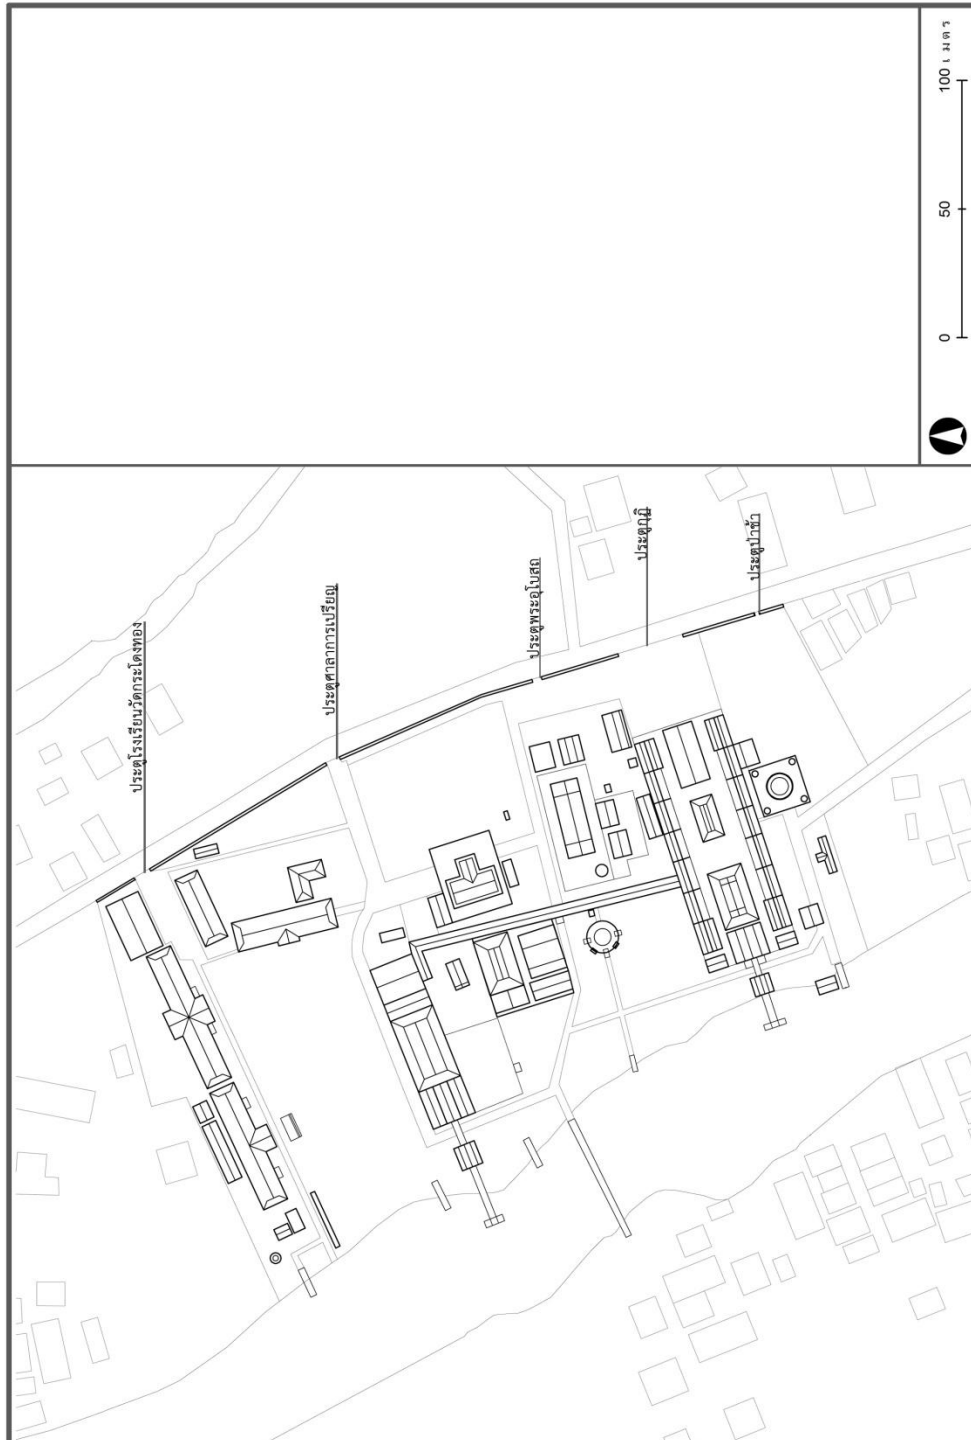 ประตูโรงเรียนวัดกระโดงทอง
ประตูศาลาการเปรียญ
ประตูพระอุโบสถ
ประตูกุฏิ
ประตูป่าช้า
0 50 100 เมตร